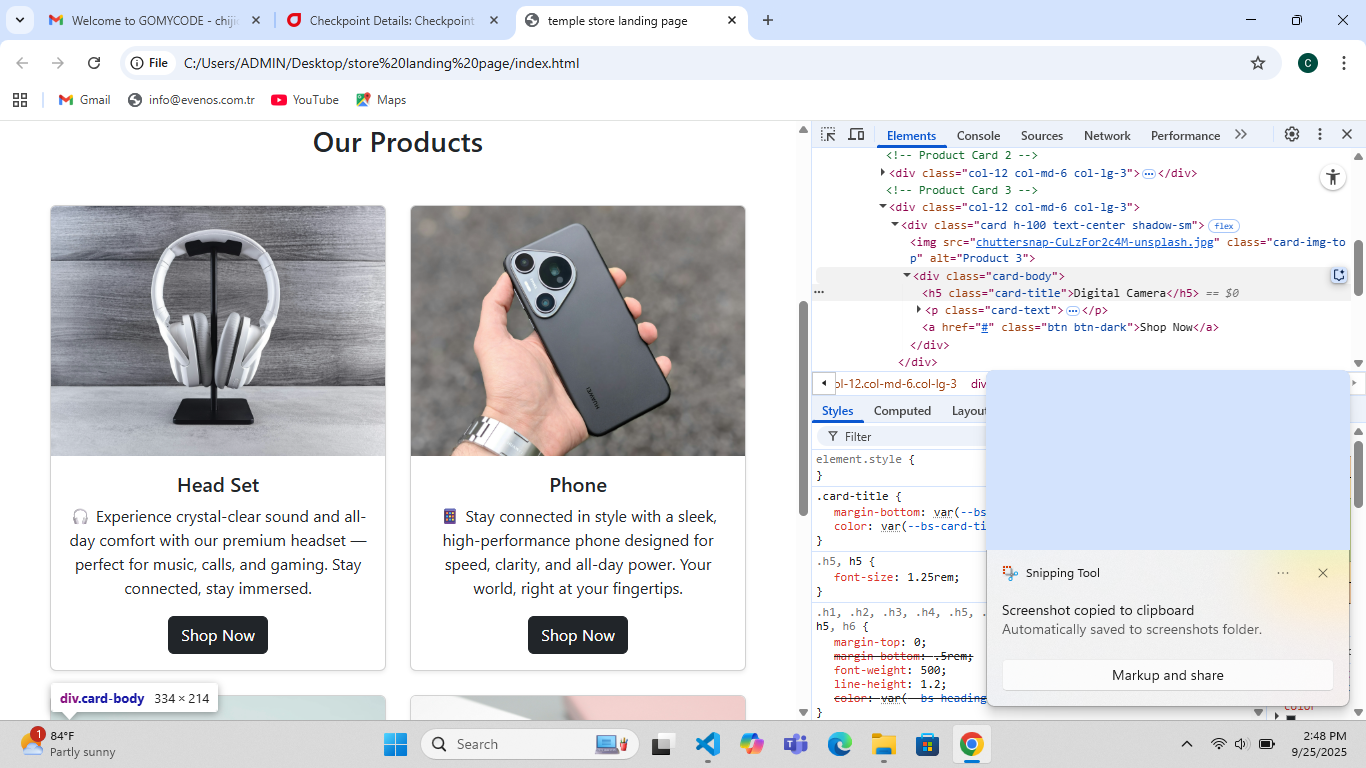 Welcome to GOMYCODE - chiji
Checkpoint Details: Checkpoint
temple store landing page
File
C:/Users/ADMIN/Desktop/store%20landing%20page/index.html
C
Gmail
info@evenos.com.tr
YouTube
Maps
Our Products
Head Set
🎧 Experience crystal-clear sound and all-
day comfort with our premium headset —
perfect for music, calls, and gaming. Stay
connected, stay immersed.
Shop Now
Phone
📱 Stay connected in style with a sleek,
high-performance phone designed for
speed, clarity, and all-day power. Your
world, right at your fingertips.
Shop Now
HUAWEI
div.card-body 334 × 214
Elements Console Sources Network Performance
<!-- Product Card 2 -->
<div class="col-12 col-md-6 col-lg-3">…</div>
<!-- Product Card 3 -->
<div class="col-12 col-md-6 col-lg-3">
<div class="card h-100 text-center shadow-sm"> flex
<img src="chuttersnap-CuLzFor2c4M-unsplash.jpg" class="card-img-to
p" alt="Product 3">
<div class="card-body">
<h5 class="card-title">Digital Camera</h5> == $0
<p class="card-text">…</p>
<a href="#" class="btn btn-dark">Shop Now</a>
</div>
</div>
ol-12.col-md-6.col-lg-3 div
Styles Computed Layou
Filter
element.style {
}
.card-title {
margin-bottom: var(--bs
color: var(--bs-card-ti
}
.h5, h5 {
font-size: 1.25rem;
}
.h1, .h2, .h3, .h4, .h5, .
h5, h6 {
margin-top: 0;
margin-bottom: .5rem;
font-weight: 500;
line-height: 1.2;
color: var(--bs-heading
}
color
Snipping Tool
Screenshot copied to clipboard
Automatically saved to screenshots folder.
Markup and share
1
84°F
Partly sunny
Search
2:48 PM
9/25/2025